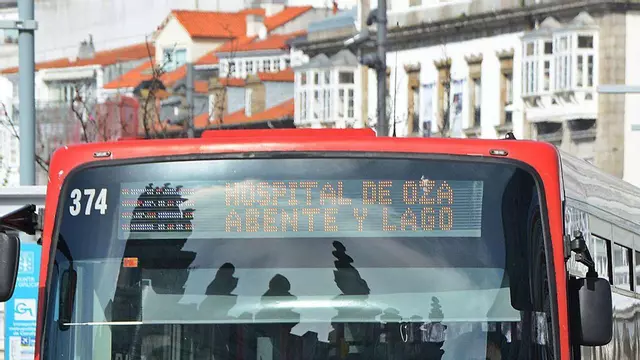 374
HOSPITAL DE OZA
ABENTE Y LAGO